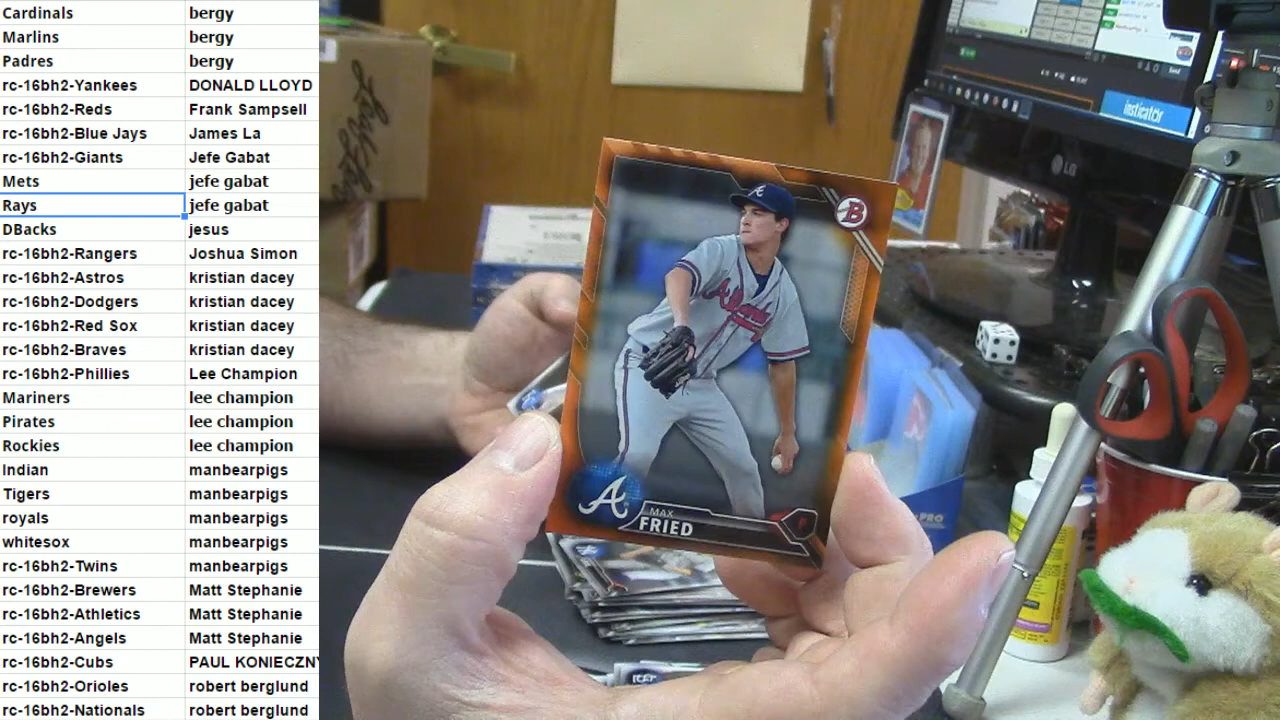 Cardinals bergy
Marlins bergy
Padres bergy
rc-16bh2-Yankees DONALD LLOYD
rc-16bh2-Reds Frank Sampsell
rc-16bh2-Blue Jays James La
rc-16bh2-Giants Jefe Gabat
Mets jefe gabat
Rays jefe gabat
DBacks jesus
rc-16bh2-Rangers Joshua Simon
rc-16bh2-Astros kristian dacey
rc-16bh2-Dodgers kristian dacey
rc-16bh2-Red Sox kristian dacey
rc-16bh2-Braves kristian dacey
rc-16bh2-Phillies Lee Champion
Mariners lee champion
Pirates lee champion
Rockies lee champion
Indian manbearpigs
Tigers manbearpigs
royals manbearpigs
whitesox manbearpigs
rc-16bh2-Twins manbearpigs
rc-16bh2-Brewers Matt Stephanie
rc-16bh2-Athletics Matt Stephanie
rc-16bh2-Angels Matt Stephanie
rc-16bh2-Cubs PAUL KONIECZNY
rc-16bh2-Orioles robert berglund
rc-16bh2-Nationals robert berglund
A
B
Braves
A
MAX
FRIED
insticator
LG
PRO